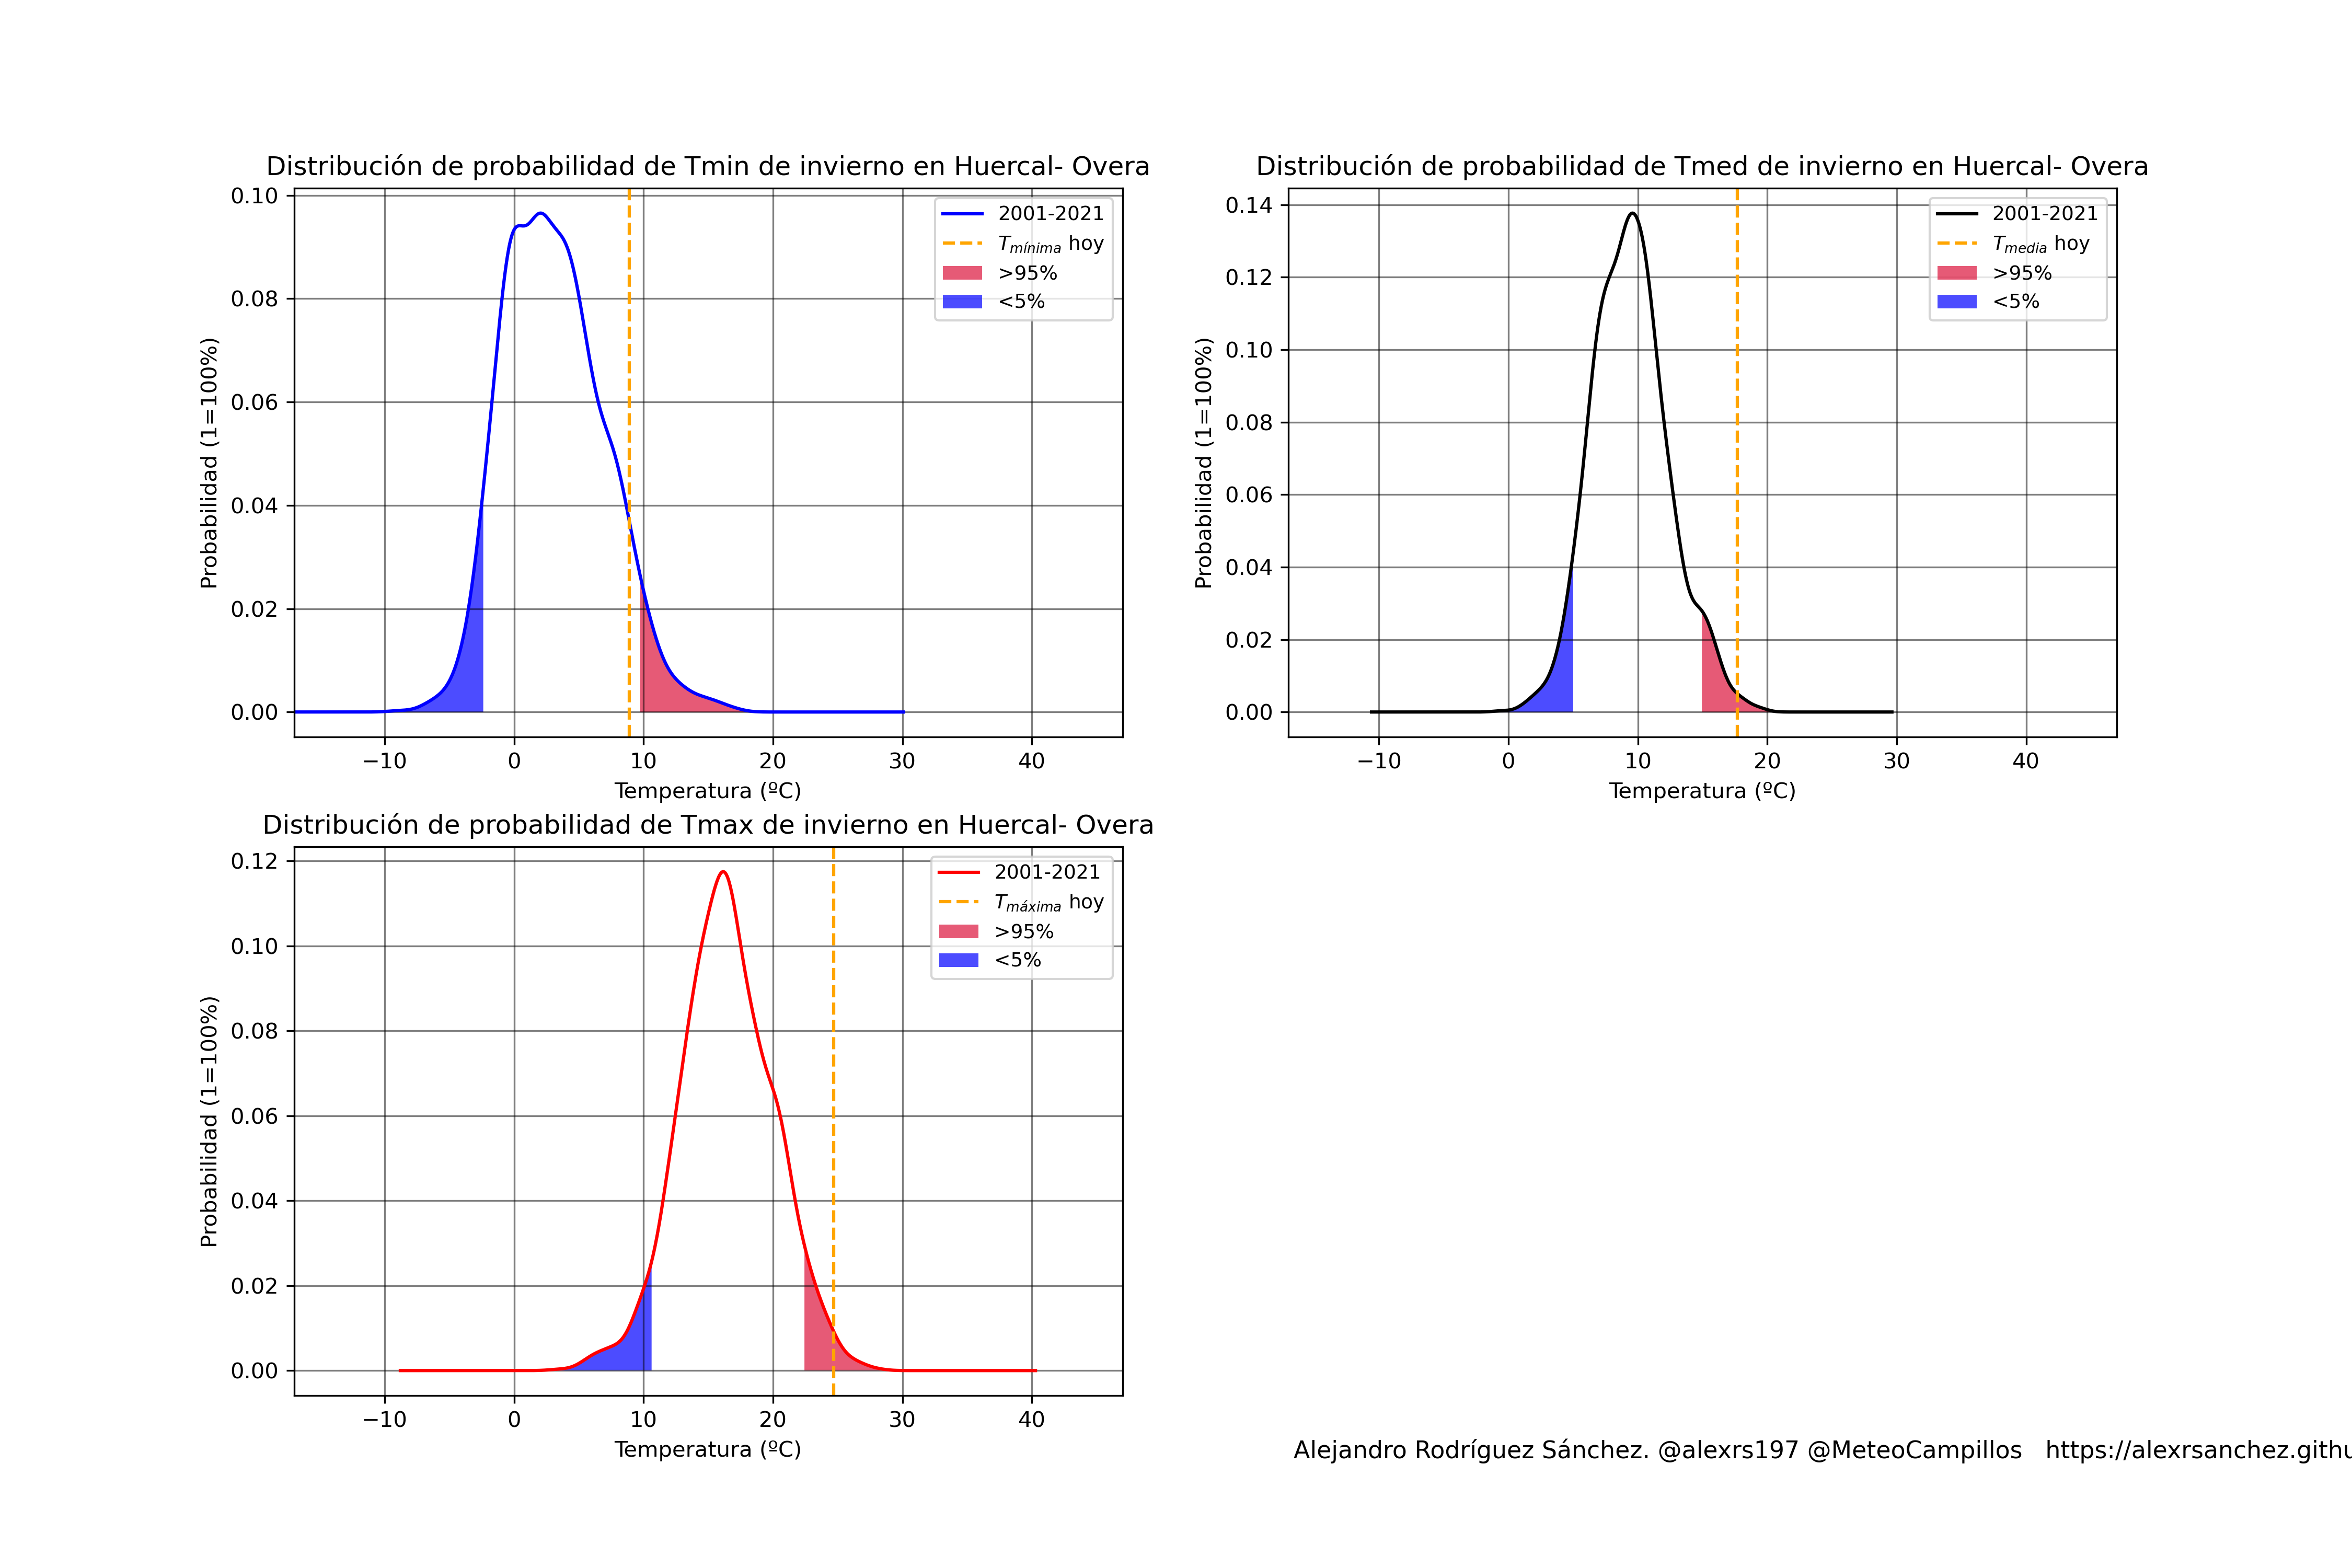 Distribución de probabilidad de Tmin de invierno en Huercal- Overa
0.10
0.08
0.06
0.04
0.02
0.00
Probabilidad (1=100%)
2001-2021
Tmínima hoy
>95%
<5%
−10 0 10 20 30 40
Temperatura (ºC)
Distribución de probabilidad de Tmed de invierno en Huercal- Overa
0.14
0.12
0.10
0.08
0.06
0.04
0.02
0.00
Probabilidad (1=100%)
2001-2021
Tmedia hoy
>95%
<5%
−10 0 10 20 30 40
Temperatura (ºC)
Distribución de probabilidad de Tmax de invierno en Huercal- Overa
0.12
0.10
0.08
0.06
0.04
0.02
0.00
Probabilidad (1=100%)
2001-2021
Tmáxima hoy
>95%
<5%
−10 0 10 20 30 40
Temperatura (ºC)
Alejandro Rodríguez Sánchez. @alexrs197 @MeteoCampillos https://alexrsanchez.githu